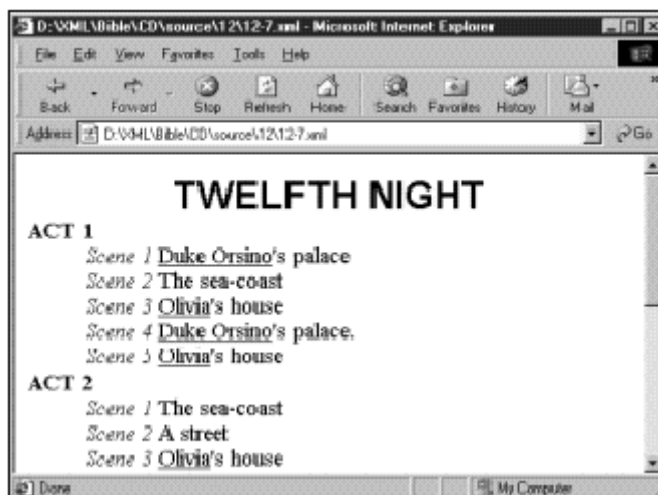 D:\XML\Bible\CD\source\12\12-7.xml - Microsoft Internet Explorer
File Edit View Favorites Tools Help
Back Forward Stop Refresh Home Search Favorites History Mail
Address D:\XML\Bible\CD\source\12\12-7.xml Go
TWELFTH NIGHT
ACT 1
Scene 1 Duke Orsino's palace
Scene 2 The sea-coast
Scene 3 Olivia's house
Scene 4 Duke Orsino's palace.
Scene 5 Olivia's house
ACT 2
Scene 1 The sea-coast
Scene 2 A street
Scene 3 Olivia's house
Done My Computer